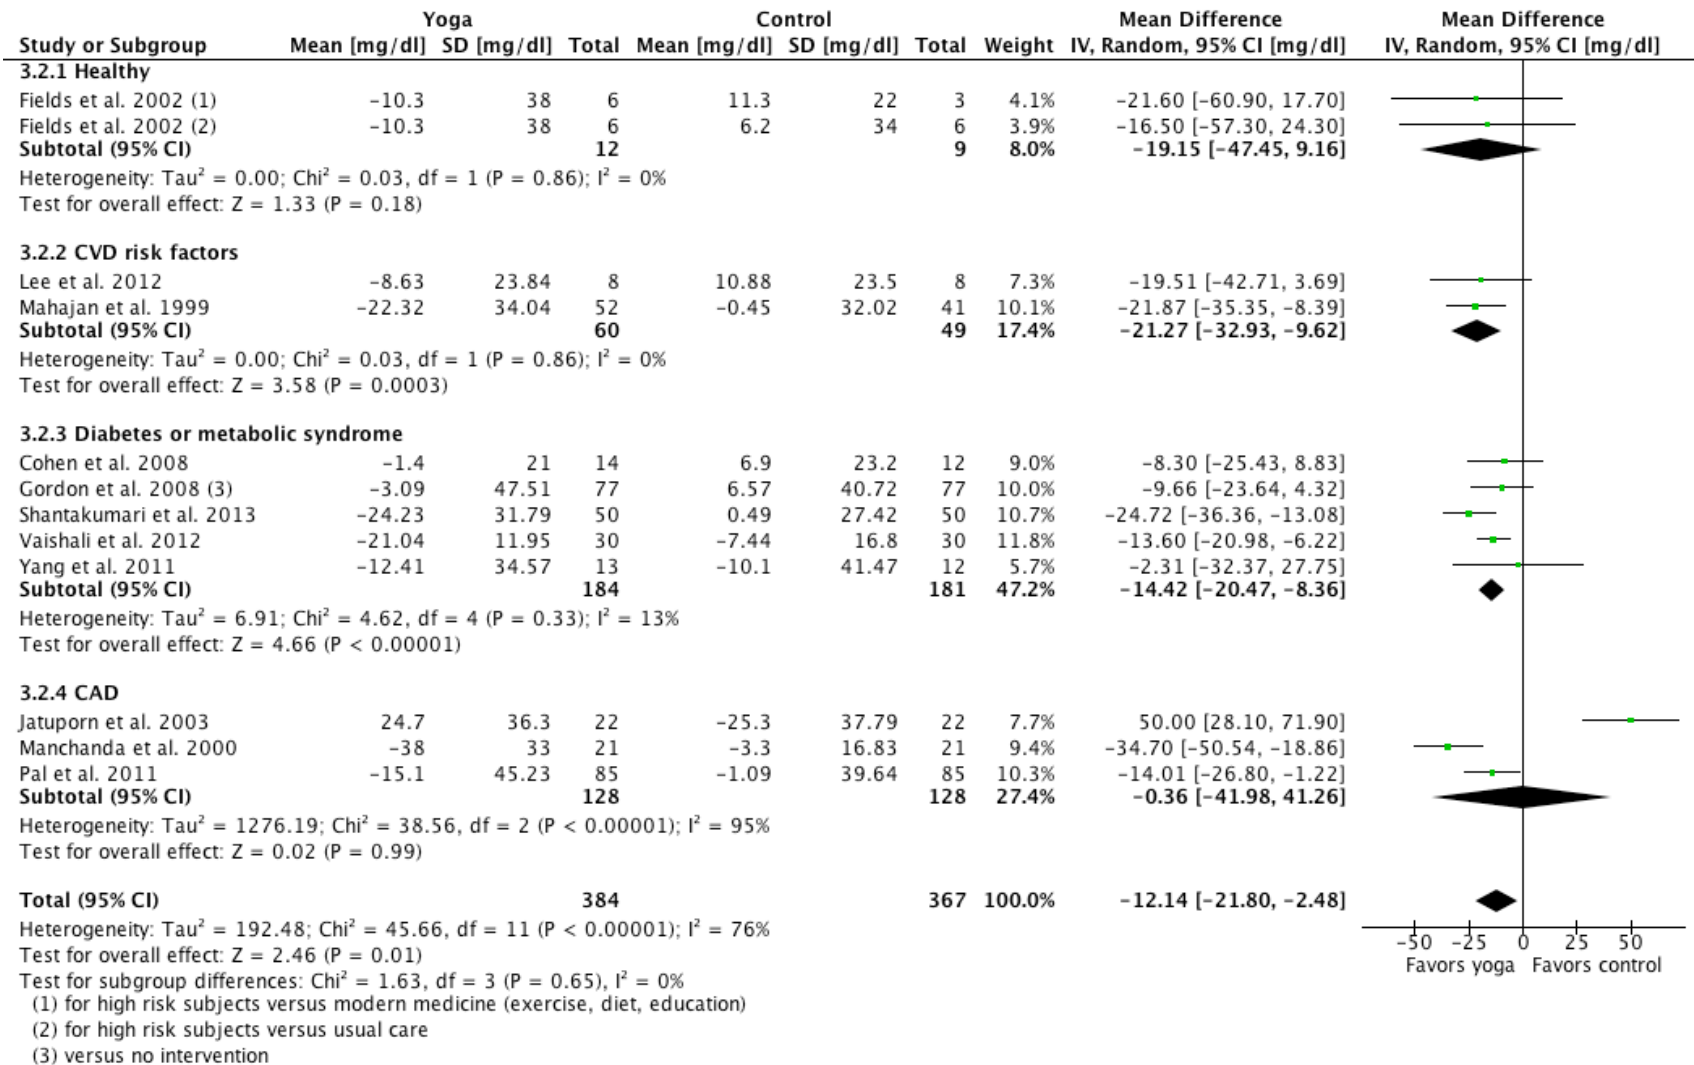 Yoga Control Mean Difference Mean Difference
Study or Subgroup Mean [mg/dl] SD [mg/dl] Total Mean [mg/dl] SD [mg/dl] Total Weight IV, Random, 95% CI [mg/dl] IV, Random, 95% CI [mg/dl]
3.2.1 Healthy
Fields et al. 2002 (1) −10.3 38 6 11.3 22 3 4.1% −21.60 [−60.90, 17.70]
Fields et al. 2002 (2) −10.3 38 6 6.2 34 6 3.9% −16.50 [−57.30, 24.30]
Subtotal (95% CI) 12 9 8.0% −19.15 [−47.45, 9.16]
Heterogeneity: Tau² = 0.00; Chi² = 0.03, df = 1 (P = 0.86); I² = 0%
Test for overall effect: Z = 1.33 (P = 0.18)
3.2.2 CVD risk factors
Lee et al. 2012 −8.63 23.84 8 10.88 23.5 8 7.3% −19.51 [−42.71, 3.69]
Mahajan et al. 1999 −22.32 34.04 52 −0.45 32.02 41 10.1% −21.87 [−35.35, −8.39]
Subtotal (95% CI) 60 49 17.4% −21.27 [−32.93, −9.62]
Heterogeneity: Tau² = 0.00; Chi² = 0.03, df = 1 (P = 0.86); I² = 0%
Test for overall effect: Z = 3.58 (P = 0.0003)
3.2.3 Diabetes or metabolic syndrome
Cohen et al. 2008 −1.4 21 14 6.9 23.2 12 9.0% −8.30 [−25.43, 8.83]
Gordon et al. 2008 (3) −3.09 47.51 77 6.57 40.72 77 10.0% −9.66 [−23.64, 4.32]
Shantakumari et al. 2013 −24.23 31.79 50 0.49 27.42 50 10.7% −24.72 [−36.36, −13.08]
Vaishali et al. 2012 −21.04 11.95 30 −7.44 16.8 30 11.8% −13.60 [−20.98, −6.22]
Yang et al. 2011 −12.41 34.57 13 −10.1 41.47 12 5.7% −2.31 [−32.37, 27.75]
Subtotal (95% CI) 184 181 47.2% −14.42 [−20.47, −8.36]
Heterogeneity: Tau² = 6.91; Chi² = 4.62, df = 4 (P = 0.33); I² = 13%
Test for overall effect: Z = 4.66 (P < 0.00001)
3.2.4 CAD
Jatuporn et al. 2003 24.7 36.3 22 −25.3 37.79 22 7.7% 50.00 [28.10, 71.90]
Manchanda et al. 2000 −38 33 21 −3.3 16.83 21 9.4% −34.70 [−50.54, −18.86]
Pal et al. 2011 −15.1 45.23 85 −1.09 39.64 85 10.3% −14.01 [−26.80, −1.22]
Subtotal (95% CI) 128 128 27.4% −0.36 [−41.98, 41.26]
Heterogeneity: Tau² = 1276.19; Chi² = 38.56, df = 2 (P < 0.00001); I² = 95%
Test for overall effect: Z = 0.02 (P = 0.99)
Total (95% CI) 384 367 100.0% −12.14 [−21.80, −2.48]
Heterogeneity: Tau² = 192.48; Chi² = 45.66, df = 11 (P < 0.00001); I² = 76%
Test for overall effect: Z = 2.46 (P = 0.01)
Test for subgroup differences: Chi² = 1.63, df = 3 (P = 0.65), I² = 0%
−50 −25 0 25 50
Favors yoga Favors control
(1) for high risk subjects versus modern medicine (exercise, diet, education)
(2) for high risk subjects versus usual care
(3) versus no intervention